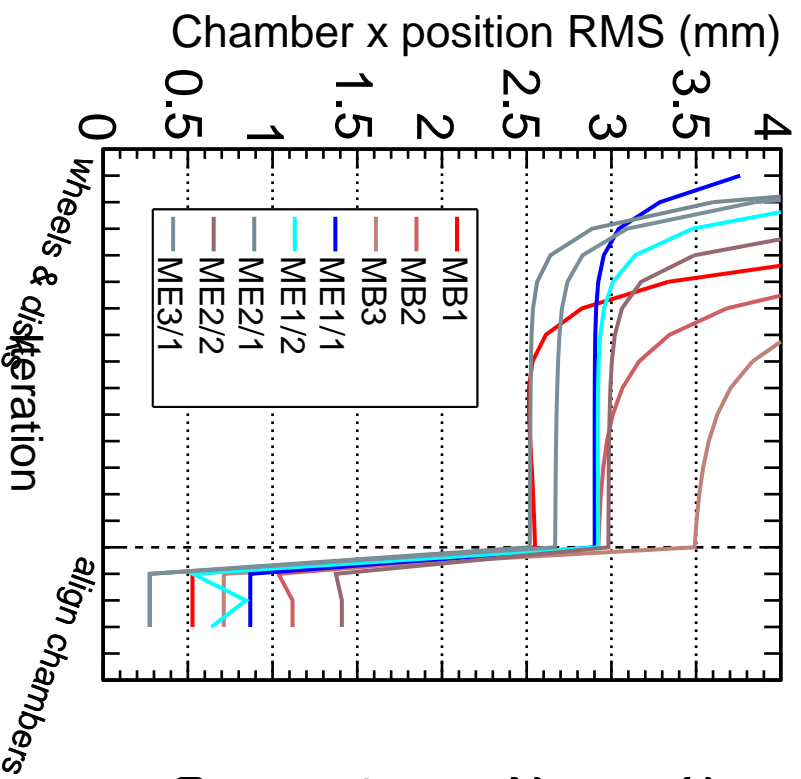 Chamber x position RMS (mm)
0
0.5
1
1.5
2
2.5
3
3.5
4
MB1
MB2
MB3
ME1/1
ME1/2
ME2/1
ME2/2
ME3/1
wheels & disks
Iteration
align chambers